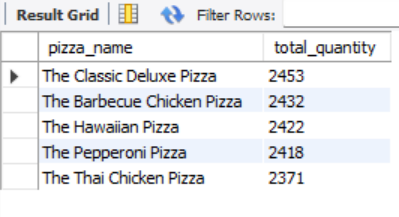 Result Grid Filter Rows:
pizza_name total_quantity
The Classic Deluxe Pizza 2453
The Barbecue Chicken Pizza 2432
The Hawaiian Pizza 2422
The Pepperoni Pizza 2418
The Thai Chicken Pizza 2371